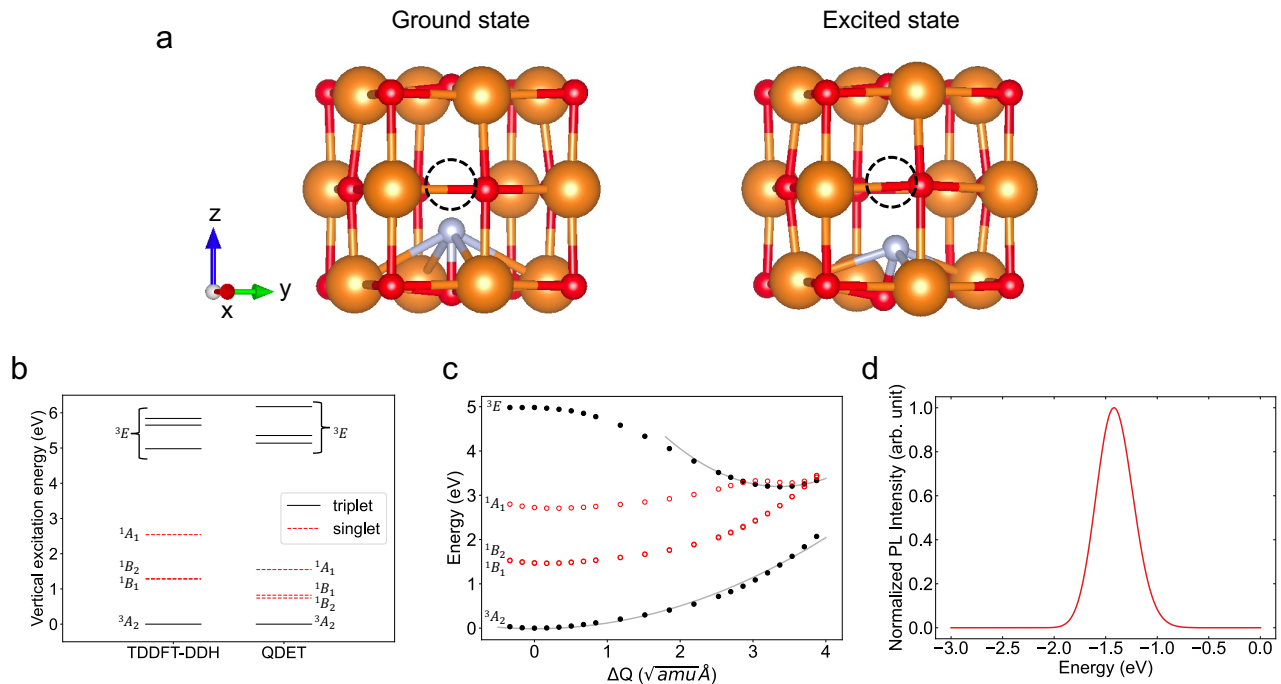 Ground state
Excited state
a
z
y
x
b
Vertical excitation energy (eV)
6
5
4
3
2
1
0
³E
³E
triplet
singlet
¹A₁
¹B₂
¹B₁
³A₂
¹A₁
¹B₁
¹B₂
³A₂
TDDFT-DDH
QDET
c
Energy (eV)
5
4
3
2
1
0
³E
¹A₁
¹B₂
¹B₁
³A₂
0
1
2
3
4
ΔQ (√amuÅ)
d
Normalized PL Intensity (arb. unit)
1.0
0.8
0.6
0.4
0.2
0.0
−3.0
−2.5
−2.0
−1.5
−1.0
−0.5
0.0
Energy (eV)